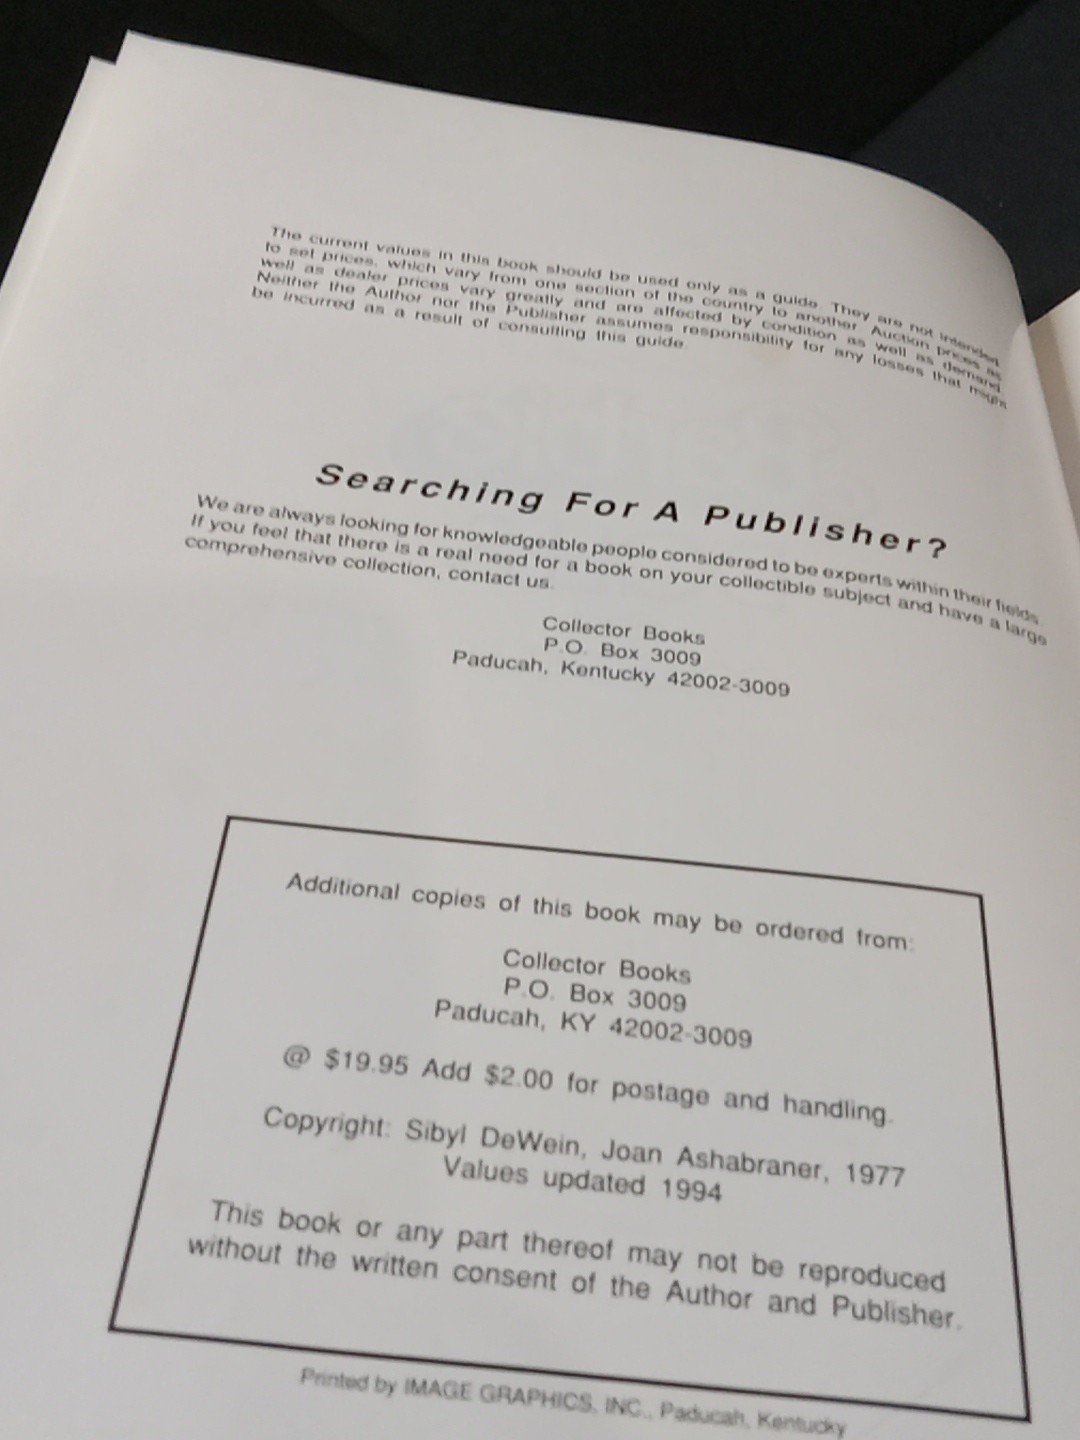 The current values in this book should be used only as a guide. They are not intended
to set prices, which vary from one section of the country to another. Auction prices as
well as dealer prices vary greatly and are affected by condition as well as demand.
Neither the Author nor the Publisher assumes responsibility for any losses that might
be incurred as a result of consulting this guide.
Searching For A Publisher?
We are always looking for knowledgeable people considered to be experts within their fields.
If you feel that there is a real need for a book on your collectible subject and have a large
comprehensive collection, contact us.
Collector Books
P.O. Box 3009
Paducah, Kentucky 42002-3009
Additional copies of this book may be ordered from:
Collector Books
P.O. Box 3009
Paducah, KY 42002-3009
@ $19.95 Add $2.00 for postage and handling.
Copyright: Sibyl DeWein, Joan Ashabraner, 1977
Values updated 1994
This book or any part thereof may not be reproduced
without the written consent of the Author and Publisher.
Printed by IMAGE GRAPHICS, INC., Paducah, Kentucky